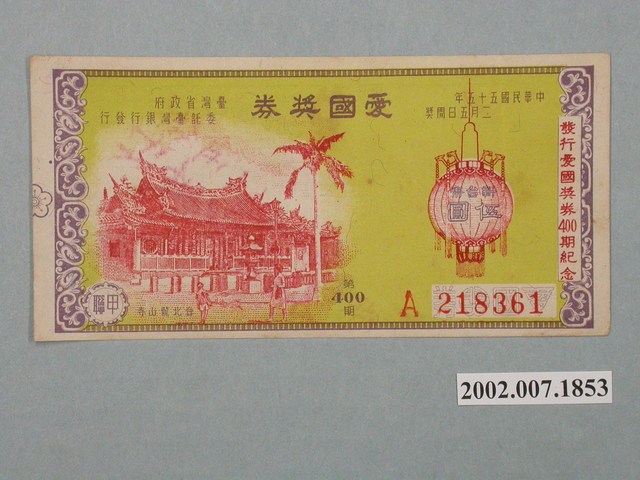 中華民國五十五年
二月五日開獎
愛國獎券
臺灣省政府
委託臺灣銀行發行
發行愛國獎券400期紀念
新台幣
伍圓
第
400
期
A 218361
台北龍山寺
甲聯
2002.007.1853